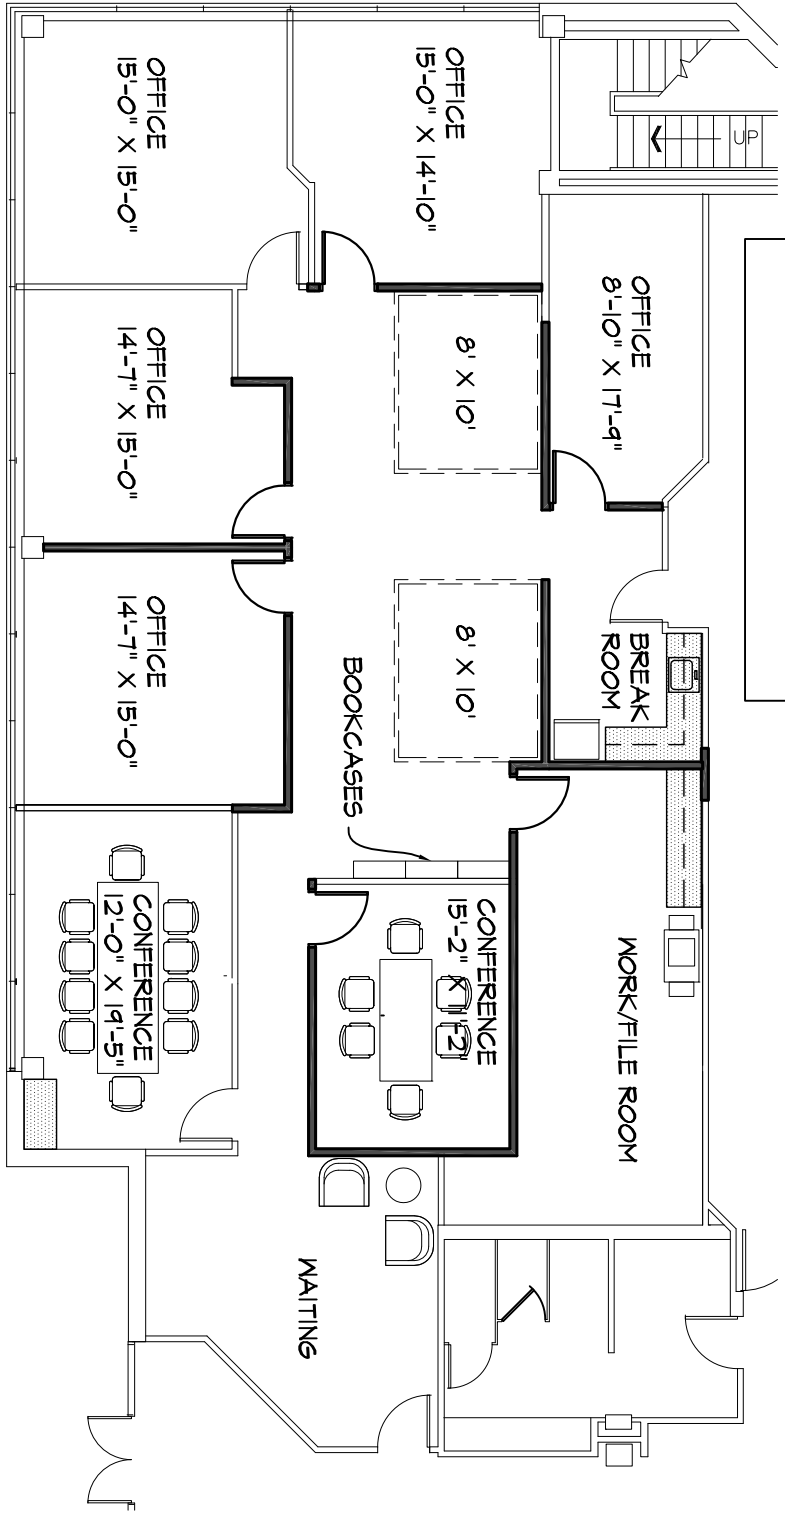 OFFICE
15'-0" X 15'-0"
OFFICE
15'-0" X 14'-10"
UP
OFFICE
8'-10" X 17'-9"
OFFICE
14'-7" X 15'-0"
8' X 10'
OFFICE
14'-7" X 15'-0"
8' X 10'
BREAK
ROOM
BOOKCASES
CONFERENCE
12'-0" X 19'-5"
CONFERENCE
15'-2" X 11'-2"
WORK/FILE ROOM
WAITING